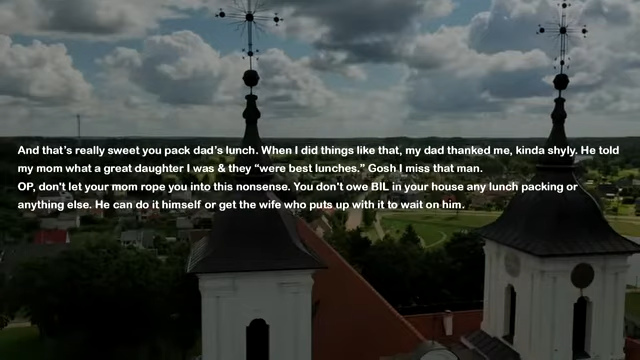 And that's really sweet you pack dad's lunch. When I did things like that, my dad thanked me, kinda shyly. He told
my mom what a great daughter I was & they “were best lunches.” Gosh I miss that man.
OP, don't let your mom rope you into this nonsense. You don't owe BIL in your house any lunch packing or
anything else. He can do it himself or get the wife who puts up with it to wait on him.